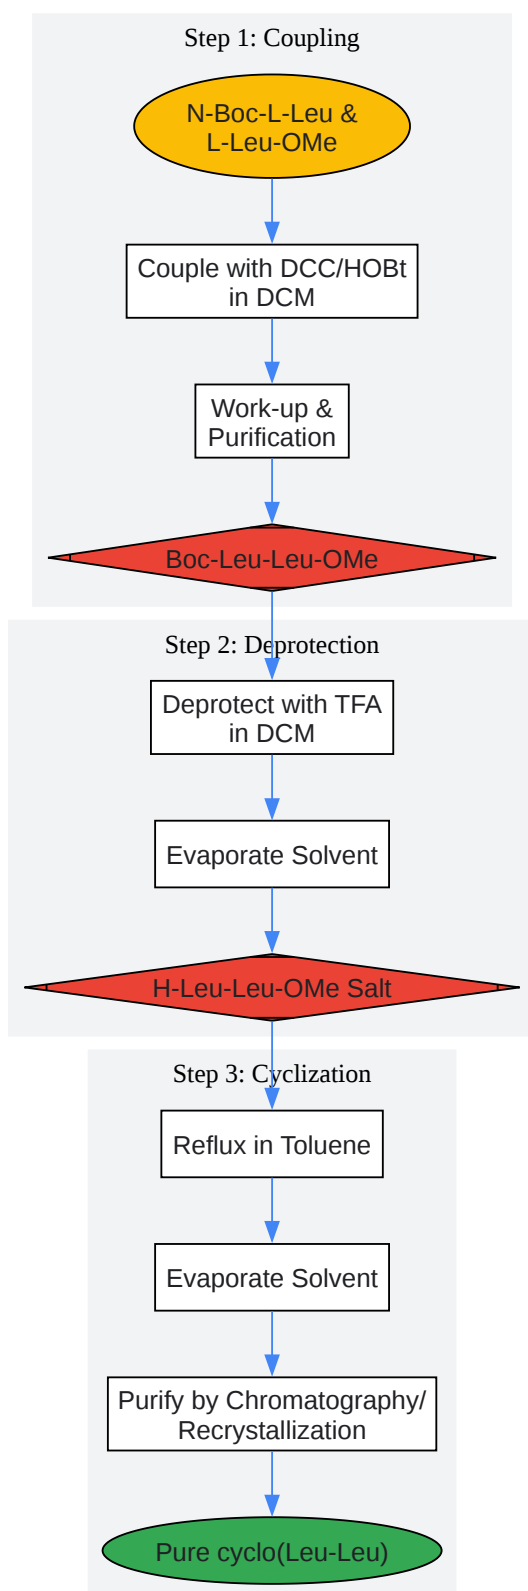 Step 1: Coupling
N-Boc-L-Leu &
L-Leu-OMe
Couple with DCC/HOBt
in DCM
Work-up &
Purification
Boc-Leu-Leu-OMe
Step 2: Deprotection
Deprotect with TFA
in DCM
Evaporate Solvent
H-Leu-Leu-OMe Salt
Step 3: Cyclization
Reflux in Toluene
Evaporate Solvent
Purify by Chromatography/
Recrystallization
Pure cyclo(Leu-Leu)